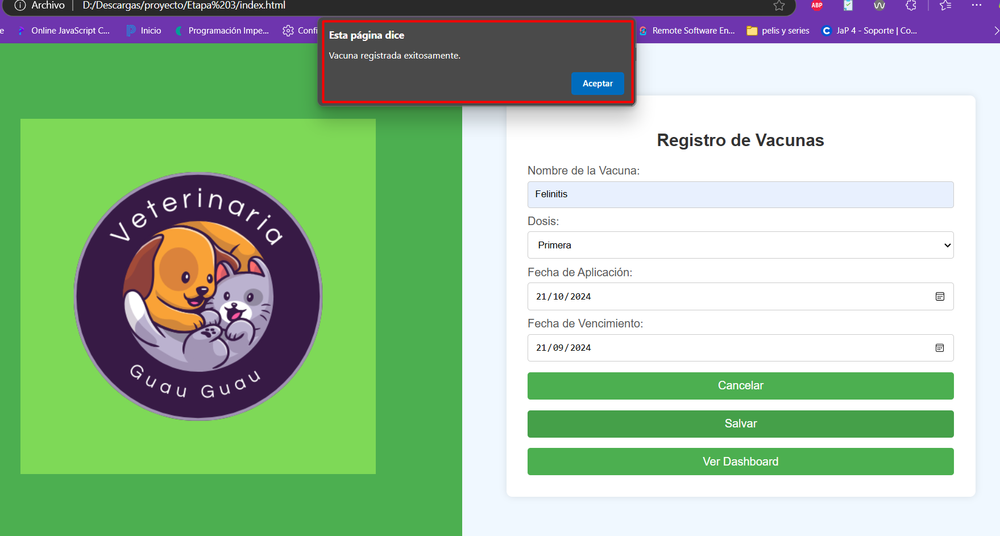 Archivo D:/Descargas/proyecto/Etapa%203/index.html
ABP
e Online JavaScript C... Inicio Programación Impe... Confi Remote Software En... pelis y series JaP 4 - Soporte | Co...
Esta página dice
Vacuna registrada exitosamente.
Aceptar
Veterinaria
Guau Guau
Registro de Vacunas
Nombre de la Vacuna:
Felinitis
Dosis:
Primera
Fecha de Aplicación:
21/10/2024
Fecha de Vencimiento:
21/09/2024
Cancelar
Salvar
Ver Dashboard